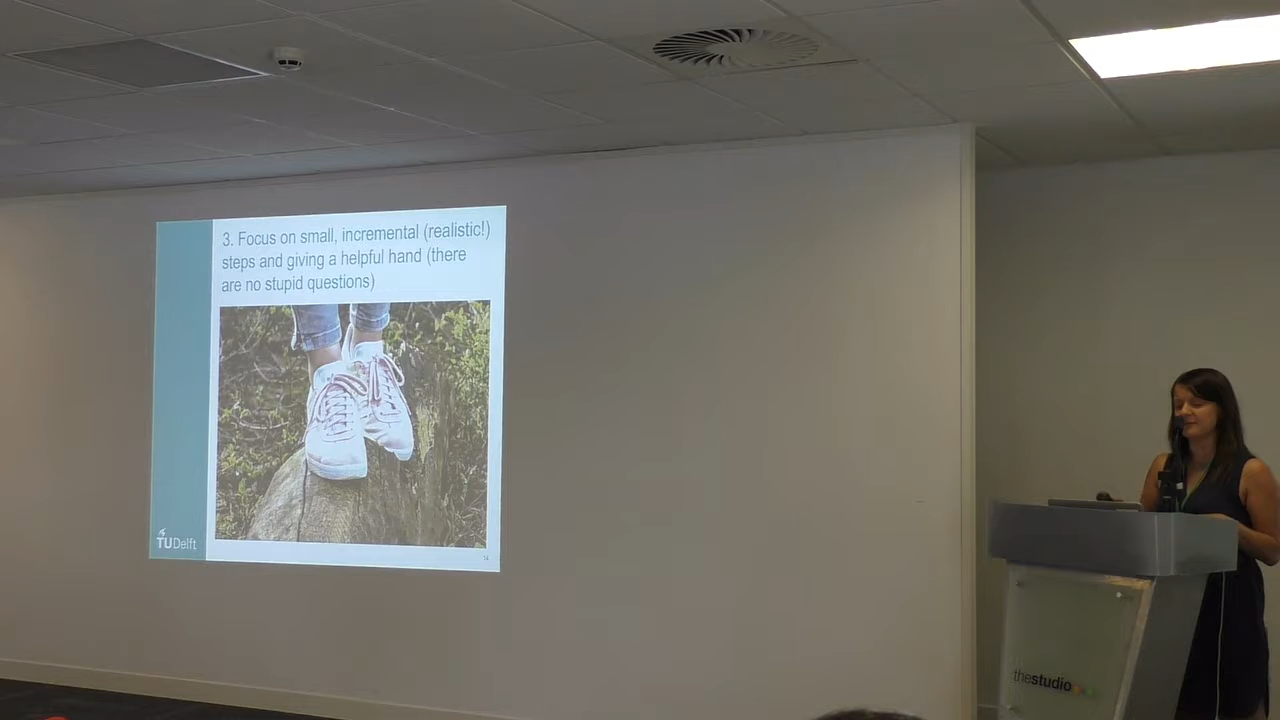 3. Focus on small, incremental (realistic!)
steps and giving a helpful hand (there
are no stupid questions)
TUDelft
thestudio